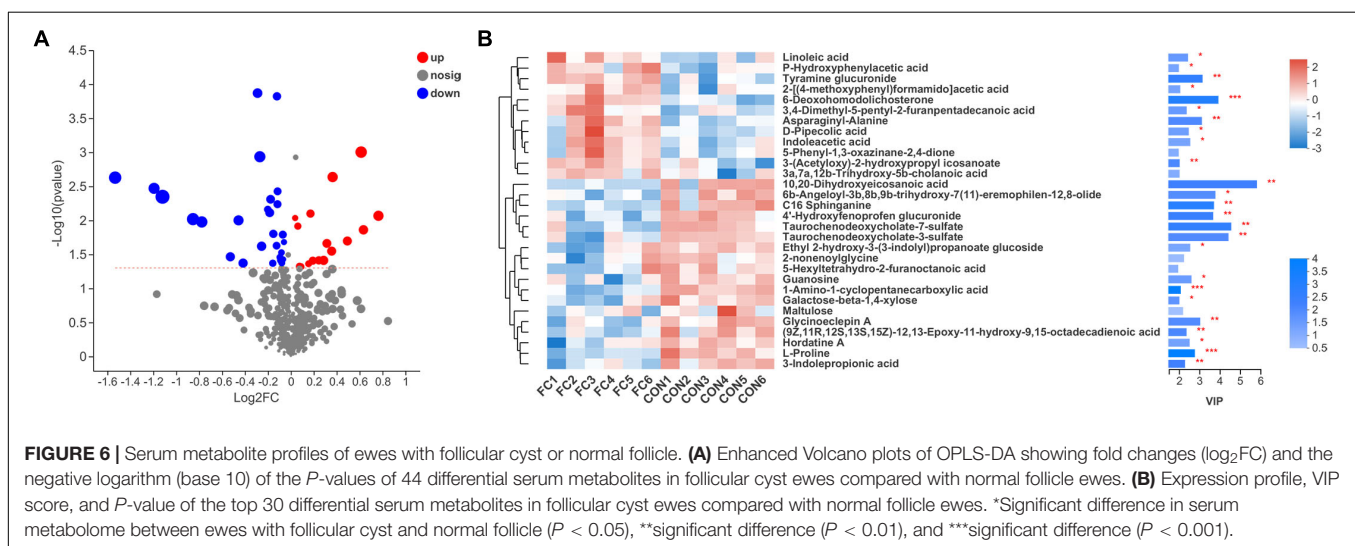 A
4.5
4
3.5
3
2.5
2
1.5
1
0.5
0
-Log10(pvalue)
-1.6 -1.4 -1.2 -1 -0.8 -0.6 -0.4 -0.2 0 0.2 0.4 0.6 0.8 1
Log2FC
up
nosig
down
B
Linoleic acid *
P-Hydroxyphenylacetic acid *
Tyramine glucuronide **
2-[(4-methoxyphenyl)formamido]acetic acid *
6-Deoxohomodolichosterone ***
3,4-Dimethyl-5-pentyl-2-furanpentadecanoic acid *
Asparaginyl-Alanine **
D-Pipecolic acid *
Indoleacetic acid *
5-Phenyl-1,3-oxazinane-2,4-dione
3-(Acetyloxy)-2-hydroxypropyl icosanoate **
3a,7a,12b-Trihydroxy-5b-cholanoic acid
10,20-Dihydroxyeicosanoic acid **
6b-Angeloyl-3b,8b,9b-trihydroxy-7(11)-eremophilen-12,8-olide *
C16 Sphinganine **
4'-Hydroxyfenoprofen glucuronide **
Taurochenodeoxycholate-7-sulfate **
Taurochenodeoxycholate-3-sulfate **
Ethyl 2-hydroxy-3-(3-indolyl)propanoate glucoside *
2-nonenoylglycine
5-Hexyltetrahydro-2-furanoctanoic acid
Guanosine *
1-Amino-1-cyclopentanecarboxylic acid ***
Galactose-beta-1,4-xylose *
Maltulose
Glycinoeclepin A **
(9Z,11R,12S,13S,15Z)-12,13-Epoxy-11-hydroxy-9,15-octadecadienoic acid **
Hordatine A *
L-Proline ***
3-Indolepropionic acid **
FC1 FC2 FC3 FC4 FC5 FC6 CON1 CON2 CON3 CON4 CON5 CON6
2 3 4 5 6
VIP
2
1
0
-1
-2
-3
4
3.5
3
2.5
2
1.5
0.5
FIGURE 6 | Serum metabolite profiles of ewes with follicular cyst or normal follicle. (A) Enhanced Volcano plots of OPLS-DA showing fold changes (log2FC) and the
negative logarithm (base 10) of the P-values of 44 differential serum metabolites in follicular cyst ewes compared with normal follicle ewes. (B) Expression profile, VIP
score, and P-value of the top 30 differential serum metabolites in follicular cyst ewes compared with normal follicle ewes. *Significant difference in serum
metabolome between ewes with follicular cyst and normal follicle (P < 0.05), **significant difference (P < 0.01), and ***significant difference (P < 0.001).